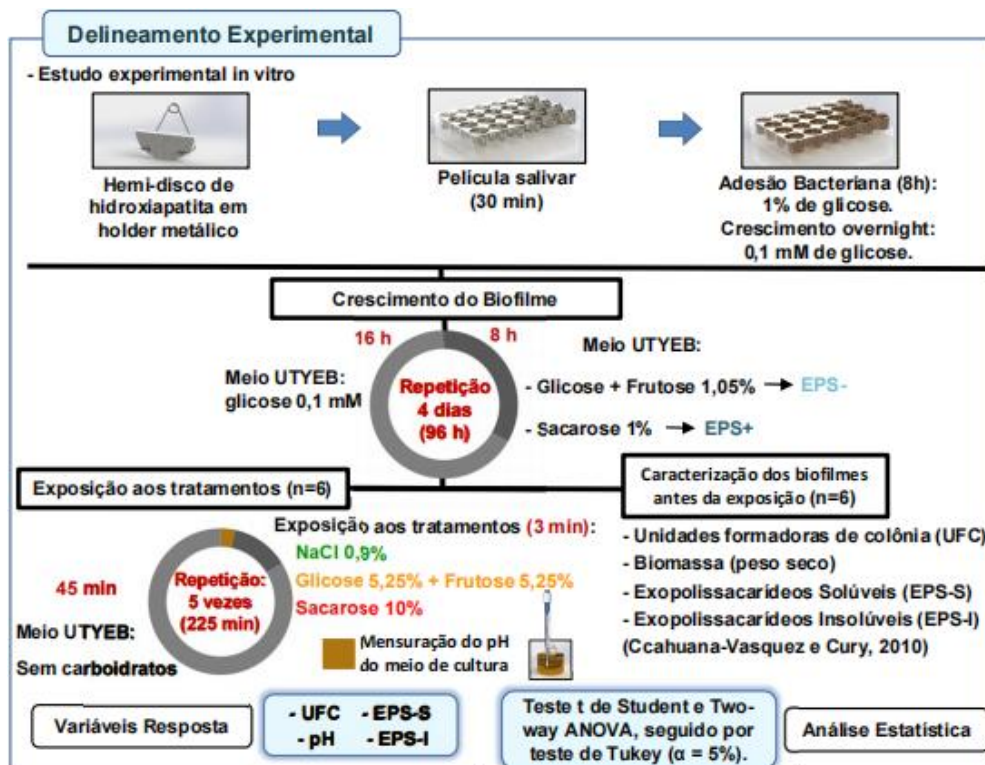 Delineamento Experimental
- Estudo experimental in vitro
Hemi-disco de
hidroxiapatita em
holder metálico
Película salivar
(30 min)
Adesão Bacteriana (8h):
1% de glicose.
Crescimento overnight:
0,1 mM de glicose.
Crescimento do Biofilme
16 h
8 h
Meio UTYEB:
glicose 0,1 mM
Repetição
4 dias
(96 h)
Meio UTYEB:
- Glicose + Frutose 1,05% → EPS-
- Sacarose 1% → EPS+
Exposição aos tratamentos (n=6)
Caracterização dos biofilmes
antes da exposição (n=6)
45 min
Meio UTYEB:
Sem carboidratos
Repetição:
5 vezes
(225 min)
Exposição aos tratamentos (3 min):
NaCl 0,9%
Glicose 5,25% + Frutose 5,25%
Sacarose 10%
Mensuração do pH
do meio de cultura
- Unidades formadoras de colônia (UFC)
- Biomassa (peso seco)
- Exopolissacarídeos Solúveis (EPS-S)
- Exopolissacarídeos Insolúveis (EPS-I)
(Ccahuana-Vasquez e Cury, 2010)
Variáveis Resposta
- UFC - EPS-S
- pH - EPS-I
Teste t de Student e Two-
way ANOVA, seguido por
teste de Tukey (α = 5%).
Análise Estatística